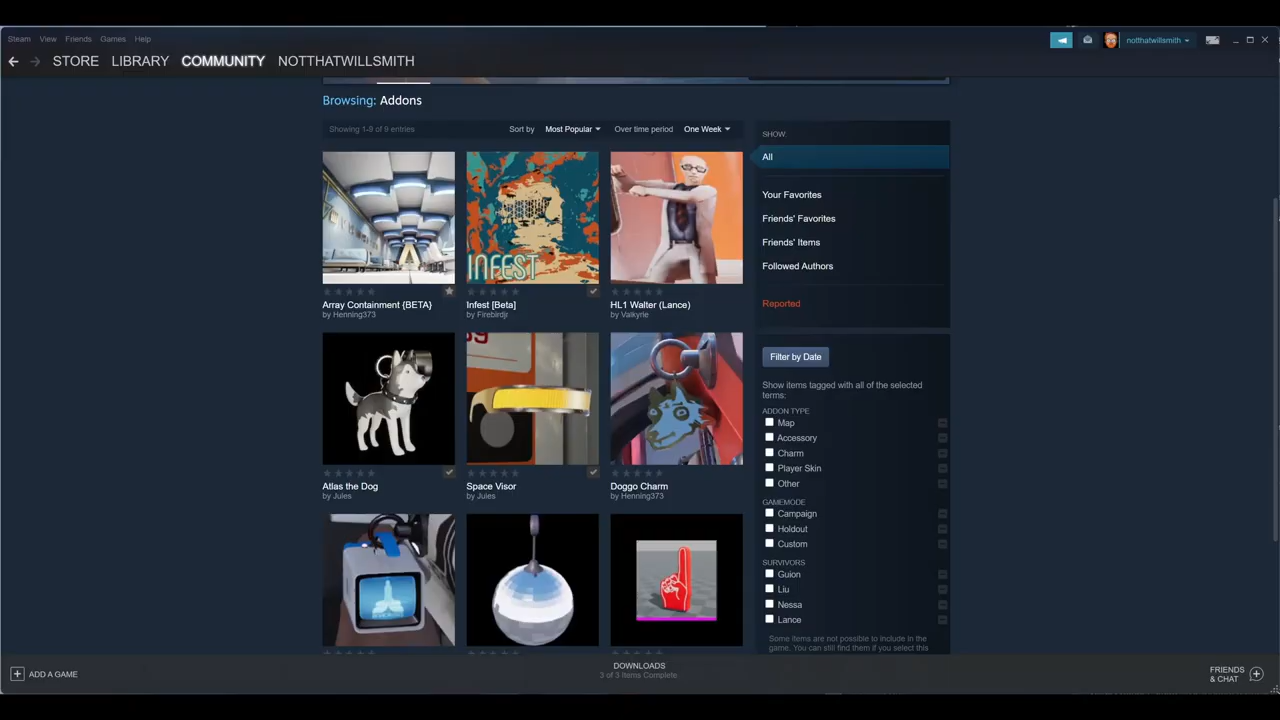 Steam View Friends Games Help
notthatwillsmith
STORE LIBRARY COMMUNITY NOTTHATWILLSMITH
Browsing: Addons
Showing 1-9 of 9 entries
Sort by Most Popular Over time period One Week
INFEST
Array Containment {BETA}
by Henning373
Infest [Beta]
by Firebirdjr
HL1 Walter (Lance)
by Valkyrie
Atlas the Dog
by Jules
Space Visor
by Jules
Doggo Charm
by Henning373
SHOW:
All
Your Favorites
Friends' Favorites
Friends' Items
Followed Authors
Reported
Filter by Date
Show items tagged with all of the selected
terms:
ADDON TYPE
Map
Accessory
Charm
Player Skin
Other
GAMEMODE
Campaign
Holdout
Custom
SURVIVORS
Guion
Liu
Nessa
Lance
Some items are not possible to include in the
game. You can still find them if you select this
ADD A GAME
DOWNLOADS
3 of 3 Items Complete
FRIENDS
& CHAT